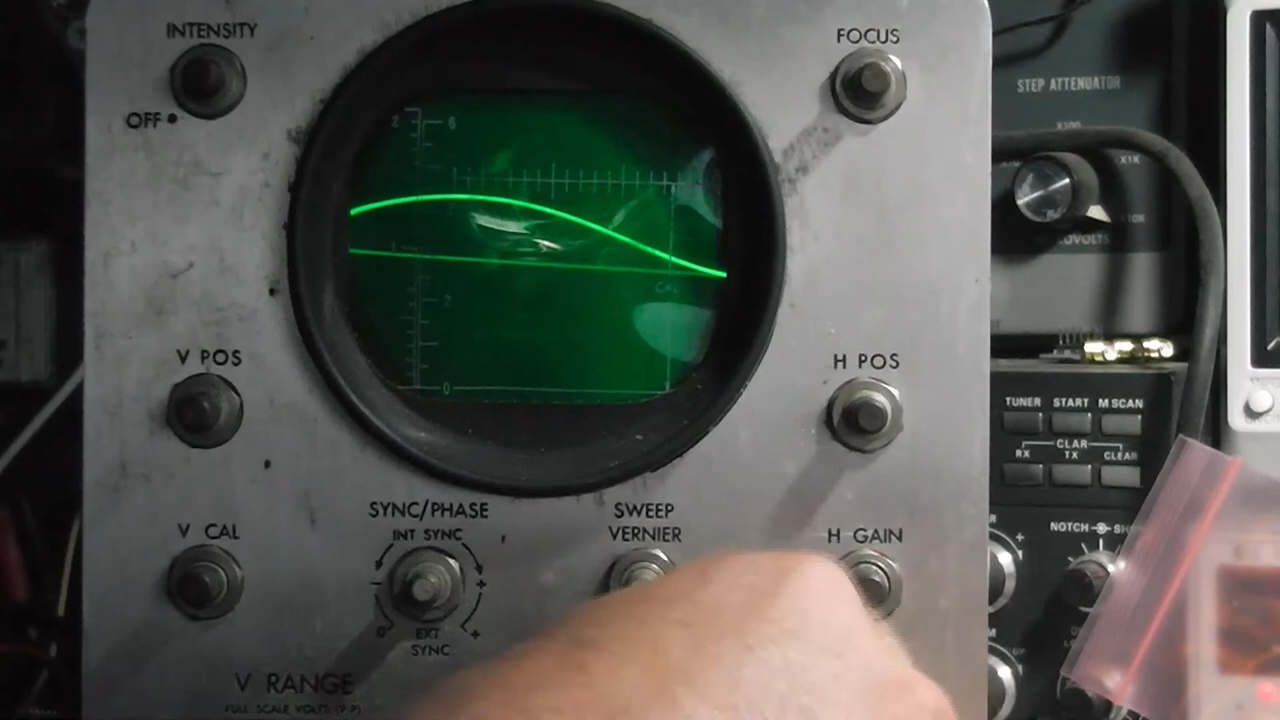 INTENSITY
OFF
FOCUS
2
6
CAL
2
0
V POS
H POS
V CAL
SYNC/PHASE
INT SYNC
-
+
0
+
EXT
SYNC
SWEEP
VERNIER
H GAIN
V RANGE
FULL SCALE VOLTS (P-P)
STEP ATTENUATOR
X100
X1K
X10K
TUNER START M SCAN
CLAR
RX TX CLEAR
NOTCH